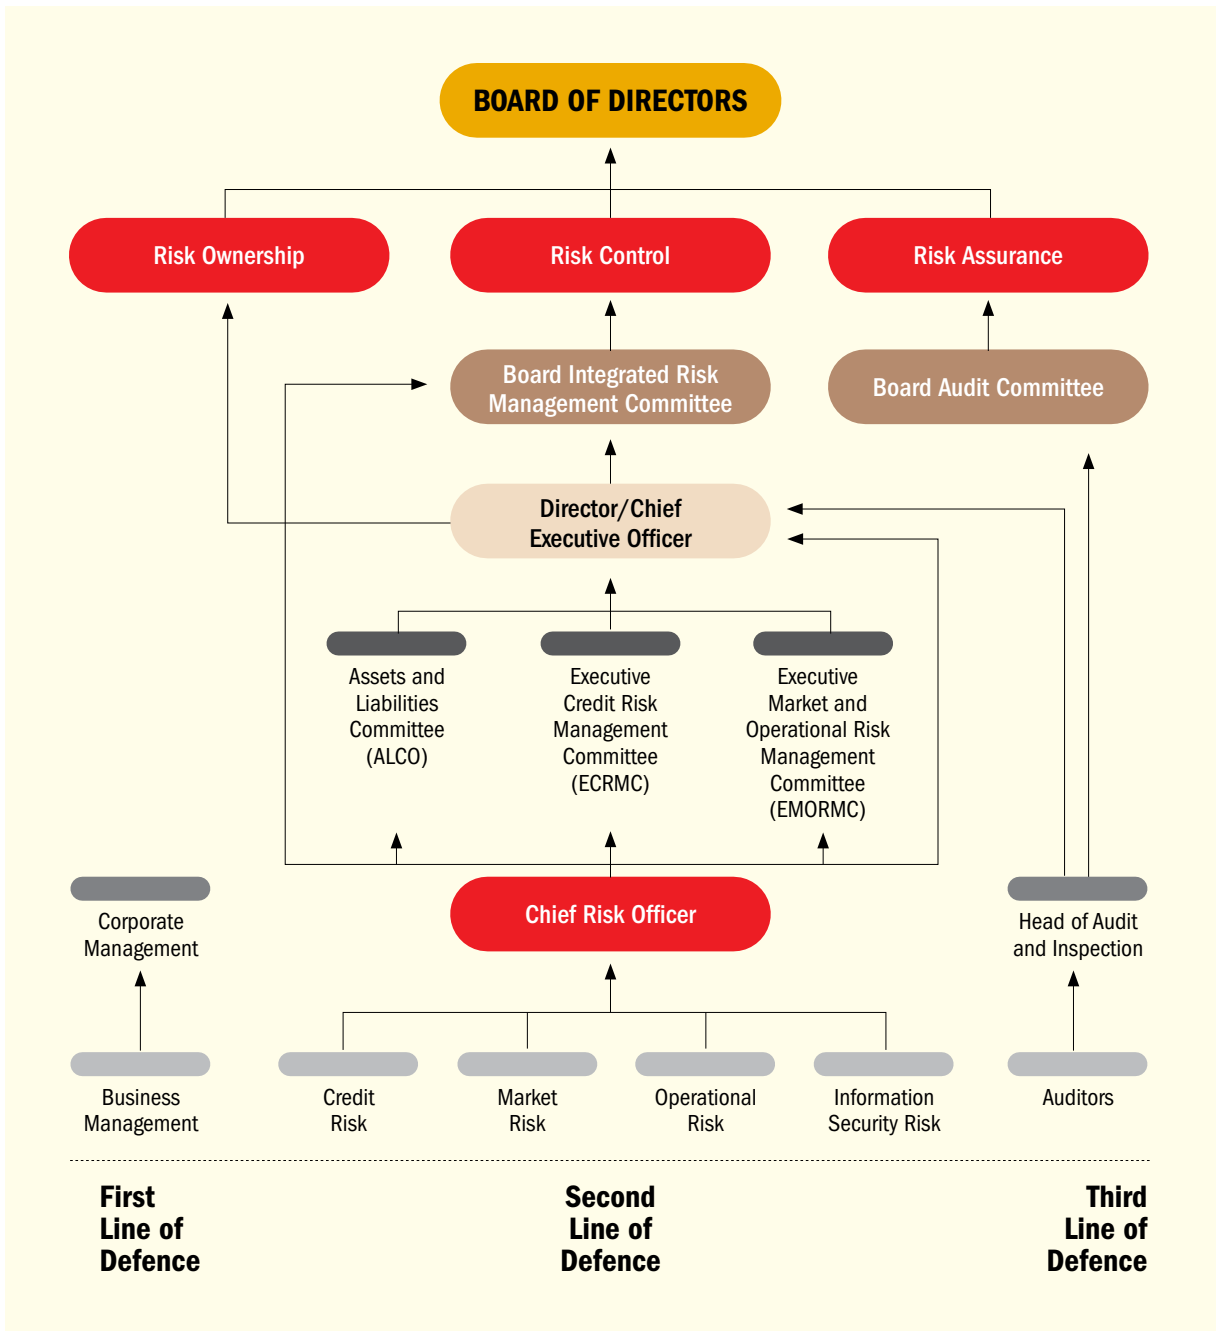 BOARD OF DIRECTORS
Risk Ownership
Risk Control
Risk Assurance
Board Integrated Risk
Management Committee
Board Audit Committee
Director/Chief
Executive Officer
Assets and
Liabilities
Committee
(ALCO)
Executive
Credit Risk
Management
Committee
(ECRMC)
Executive
Market and
Operational Risk
Management
Committee
(EMORMC)
Corporate
Management
Chief Risk Officer
Head of Audit
and Inspection
Business
Management
Credit
Risk
Market
Risk
Operational
Risk
Information
Security Risk
Auditors
First
Line of
Defence
Second
Line of
Defence
Third
Line of
Defence